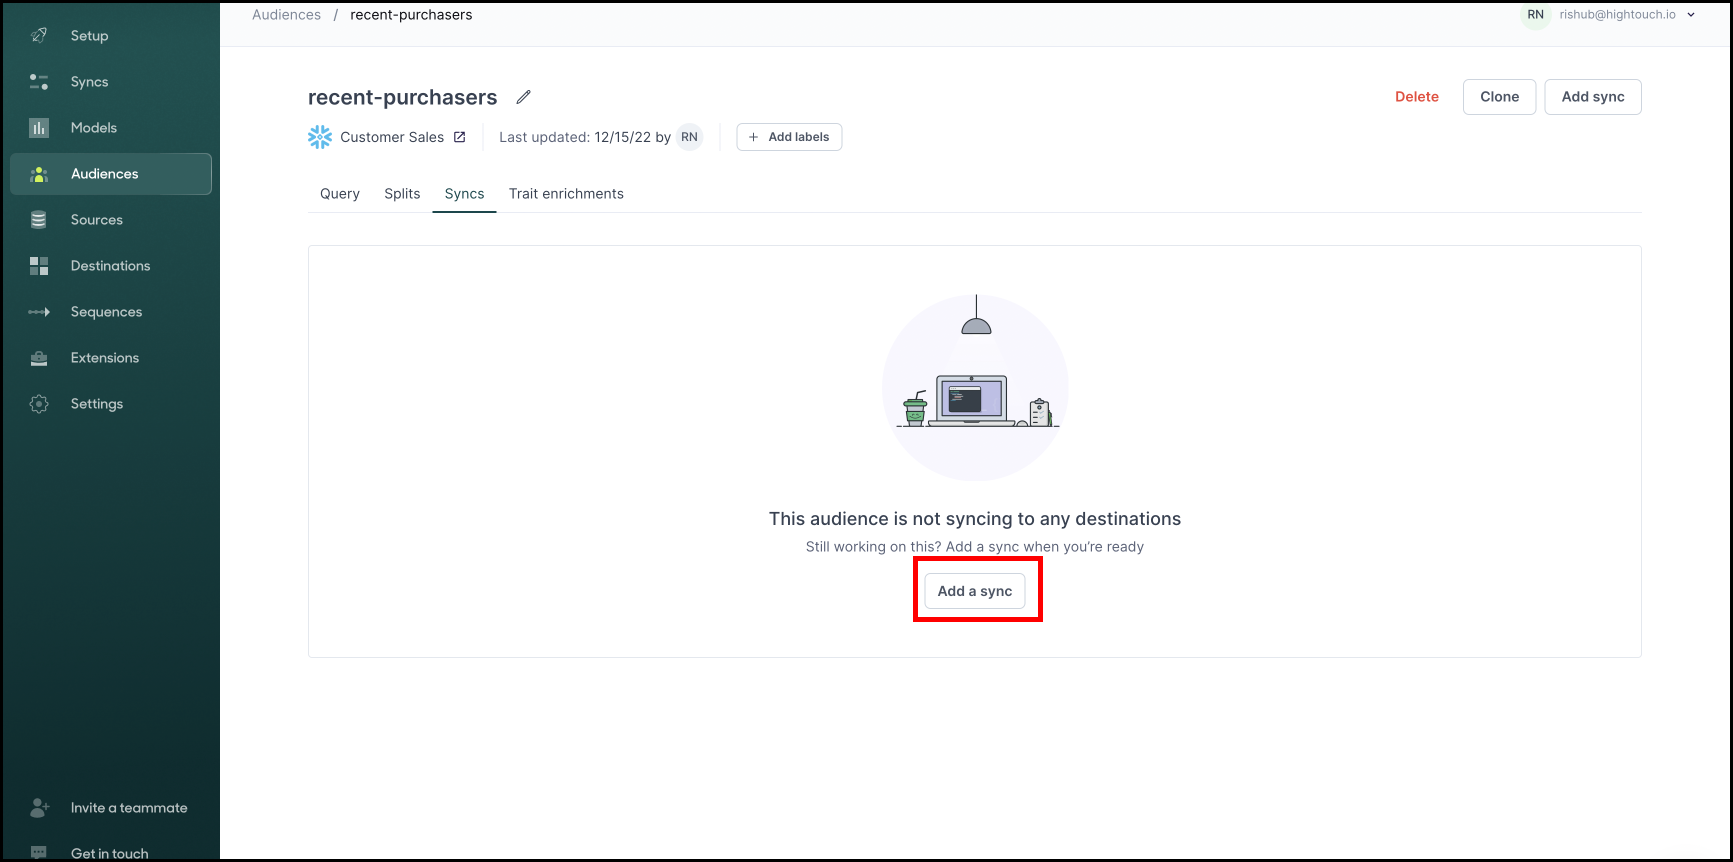 Audiences / recent-purchasers
RN rishub@hightouch.io
Setup
Syncs
Models
Audiences
Sources
Destinations
Sequences
Extensions
Settings
Invite a teammate
Get in touch
recent-purchasers
Delete
Clone
Add sync
Customer Sales
Last updated: 12/15/22 by RN
+ Add labels
Query Splits Syncs Trait enrichments
This audience is not syncing to any destinations
Still working on this? Add a sync when you’re ready
Add a sync